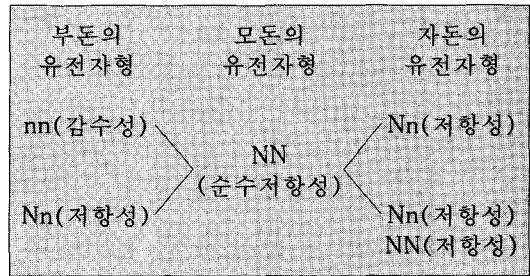 부돈의 모돈의 자돈의
유전자형 유전자형 유전자형
nn(감수성) Nn(저항성)
NN
(순수저항성)
Nn(저항성) Nn(저항성)
NN(저항성)